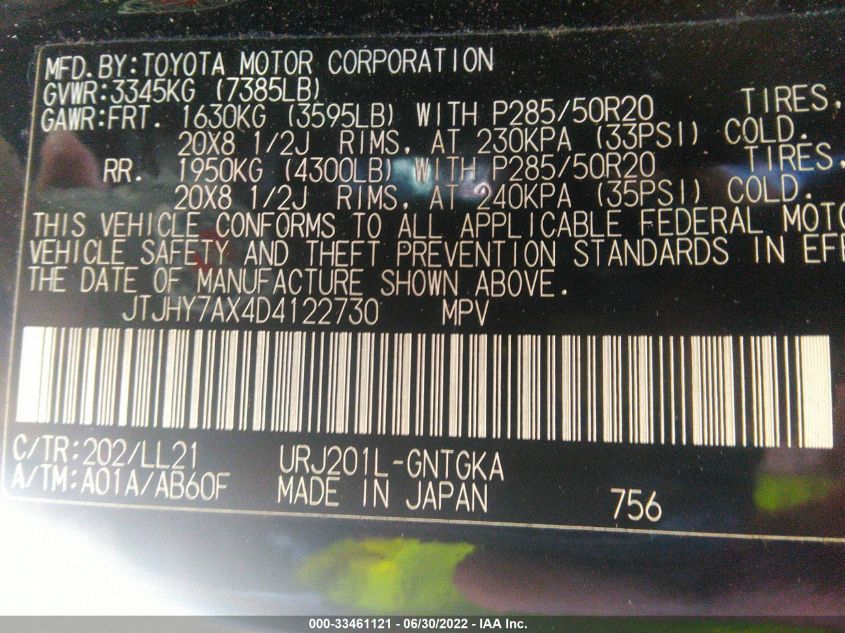 MFD.BY:TOYOTA MOTOR CORPORATION
GVWR:3345KG (7385LB)
GAWR:FRT. 1630KG (3595LB) WITH P285/50R20 TIRES,
20X8 1/2J RIMS, AT 230KPA (33PSI) COLD.
RR. 1950KG (4300LB) WITH P285/50R20 TIRES,
20X8 1/2J RIMS, AT 240KPA (35PSI) COLD.
THIS VEHICLE CONFORMS TO ALL APPLICABLE FEDERAL MOTO
VEHICLE SAFETY AND THEFT PREVENTION STANDARDS IN EFF
THE DATE OF MANUFACTURE SHOWN ABOVE.
JTJHY7AX4D4122730 MPV
C/TR:202/LL21 URJ201L-GNTGKA
A/TM:A01A/AB60F MADE IN JAPAN 756
000-33461121 - 06/30/2022 - IAA Inc.